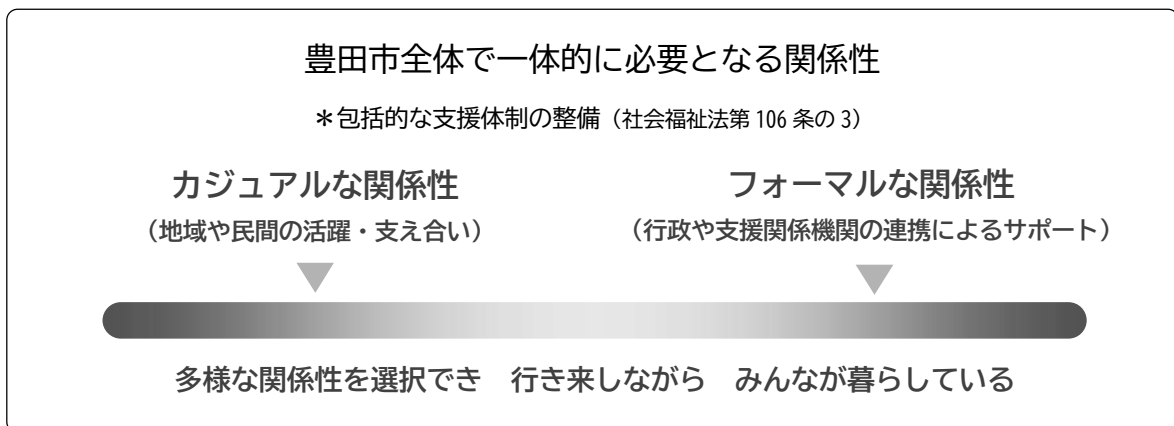 豊田市全体で一体的に必要となる関係性
＊包括的な支援体制の整備（社会福祉法第 106 条の 3）
カジュアルな関係性
（地域や民間の活躍・支え合い）
フォーマルな関係性
（行政や支援関係機関の連携によるサポート）
多様な関係性を選択でき　行き来しながら　みんなが暮らしている